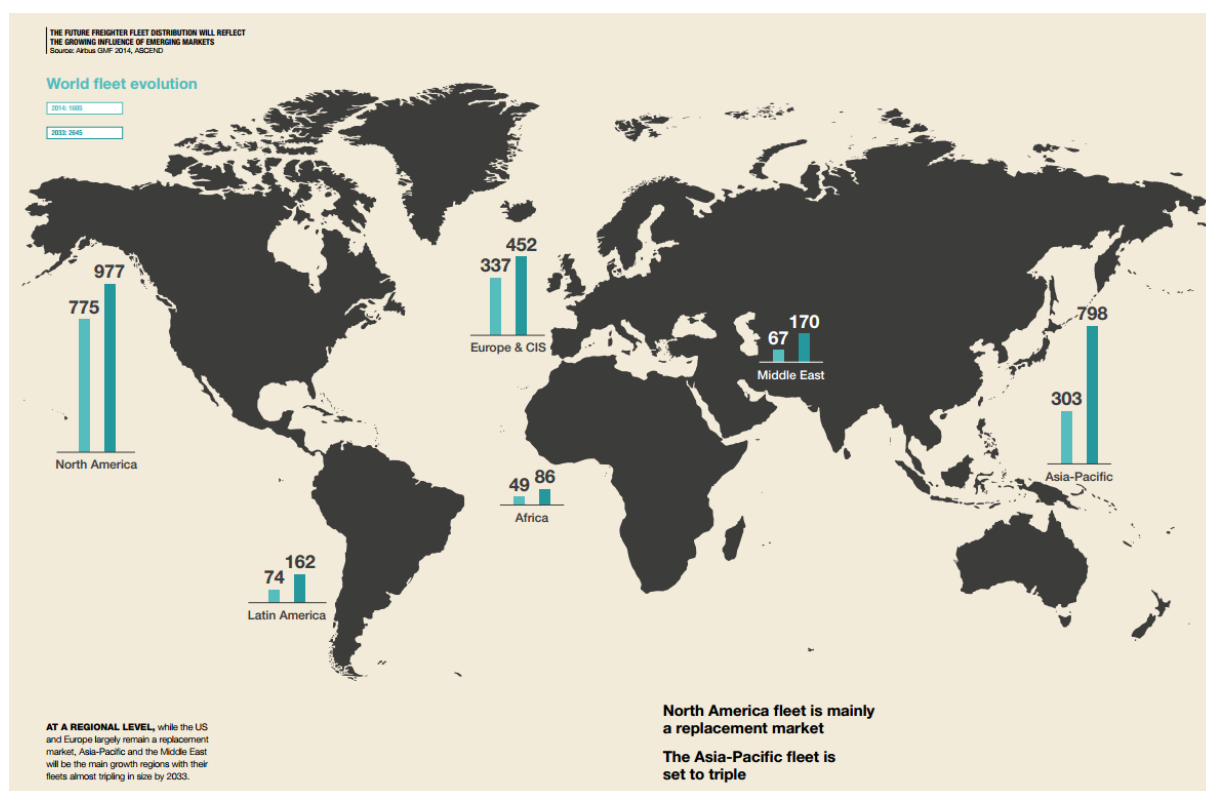 THE FUTURE FREIGHTER FLEET DISTRIBUTION WILL REFLECT
THE GROWING INFLUENCE OF EMERGING MARKETS
Source: Airbus GMF 2014, ASCEND
World fleet evolution
2014: 1605
2033: 2645
775
977
North America
337
452
Europe & CIS
67
170
Middle East
303
798
Asia-Pacific
49
86
Africa
74
162
Latin America
AT A REGIONAL LEVEL, while the US
and Europe largely remain a replacement
market, Asia-Pacific and the Middle East
will be the main growth regions with their
fleets almost tripling in size by 2033.
North America fleet is mainly
a replacement market
The Asia-Pacific fleet is
set to triple